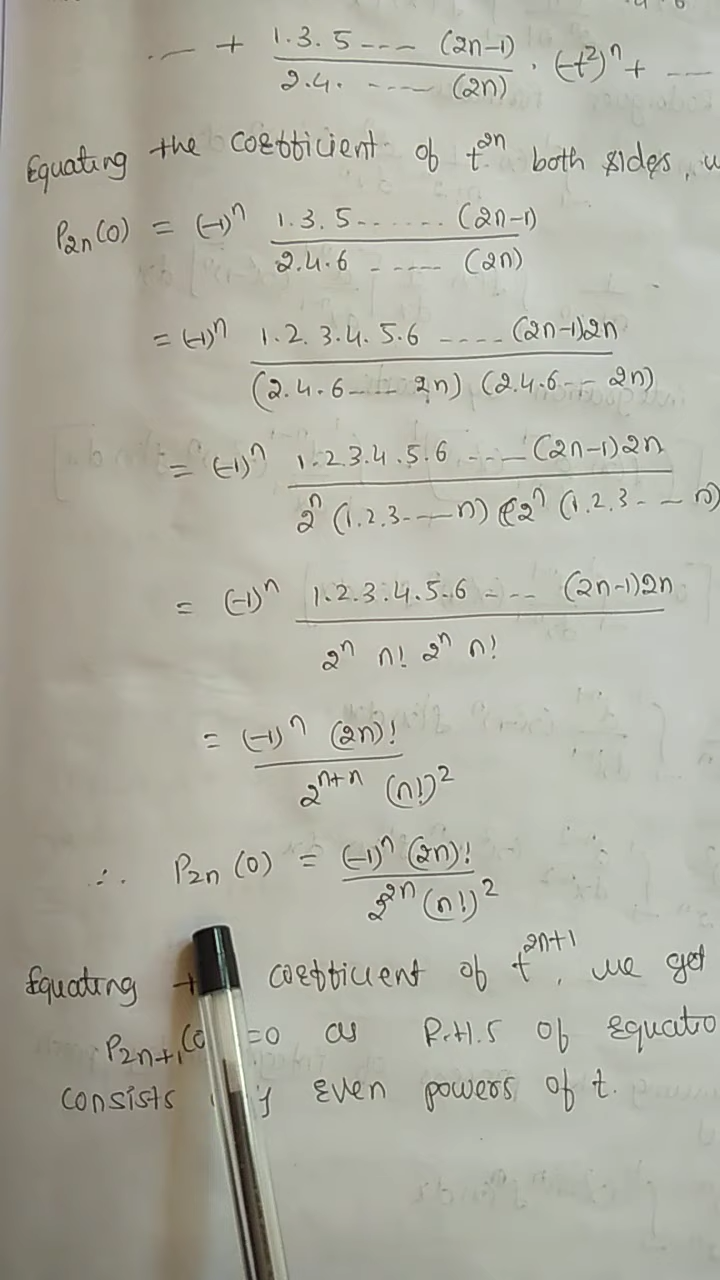 ..— + 1.3.5---- (2n-1) / 2.4. ------ (2n) . (-t²)ⁿ + ----
Equating the coefficient of t²ⁿ both sides,
P₂ₙ(0) = (-1)ⁿ 1.3.5------- (2n-1) / 2.4.6 ------ (2n)
= (-1)ⁿ 1.2.3.4.5.6 ----- (2n-1)2n / (2.4.6---- 2n) (2.4.6--- 2n)
= (-1)ⁿ 1.2.3.4.5.6 ----- (2n-1)2n / 2ⁿ (1.2.3-----n) 2ⁿ (1.2.3--- n)
= (-1)ⁿ 1.2.3.4.5.6 ---- (2n-1)2n / 2ⁿ n! 2ⁿ n!
= (-1)ⁿ (2n)! / 2ⁿ⁺ⁿ (n!)²
∴ P₂ₙ(0) = (-1)ⁿ (2n)! / 2²ⁿ (n!)²
Equating coefficient of t²ⁿ⁺¹, we get
P₂ₙ₊₁(0 =0 as R.H.S of equatio
consists even powers of t.